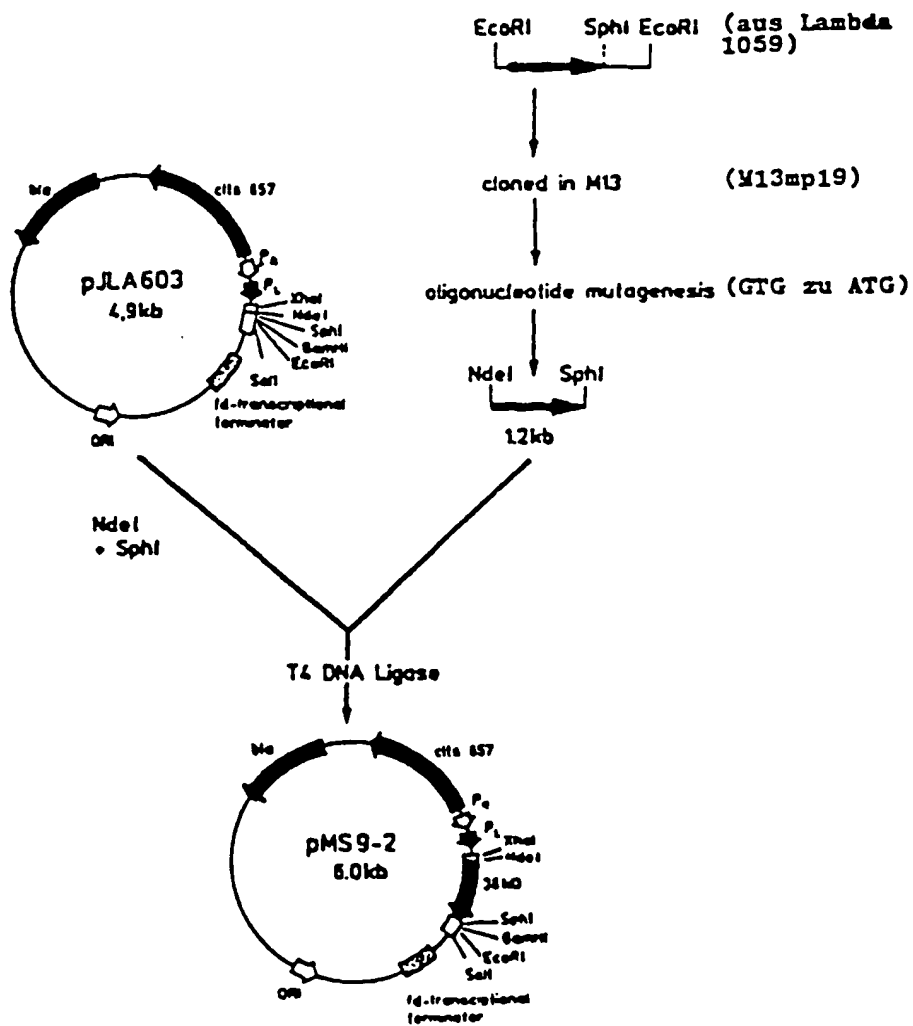 EcoRI SphI EcoRI (aus Lambda
1059)
cloned in M13 (M13mp19)
oligonucleotide mutagenesis (GTG zu ATG)
NdeI SphI
1.2kb
bla
cIts 857
PR
PL
pJLA603
4,9kb
XhoI
NdeI
SphI
BamHI
EcoRI
SalI
fd-transcriptional
terminator
ORI
NdeI
+ SphI
T4 DNA Ligase
bla
cIts 857
PR
PL
XhoI
NdeI
pMS9-2
6.0kb
SphI
BamHI
EcoRI
SalI
ORI
fd-transcriptional
terminator